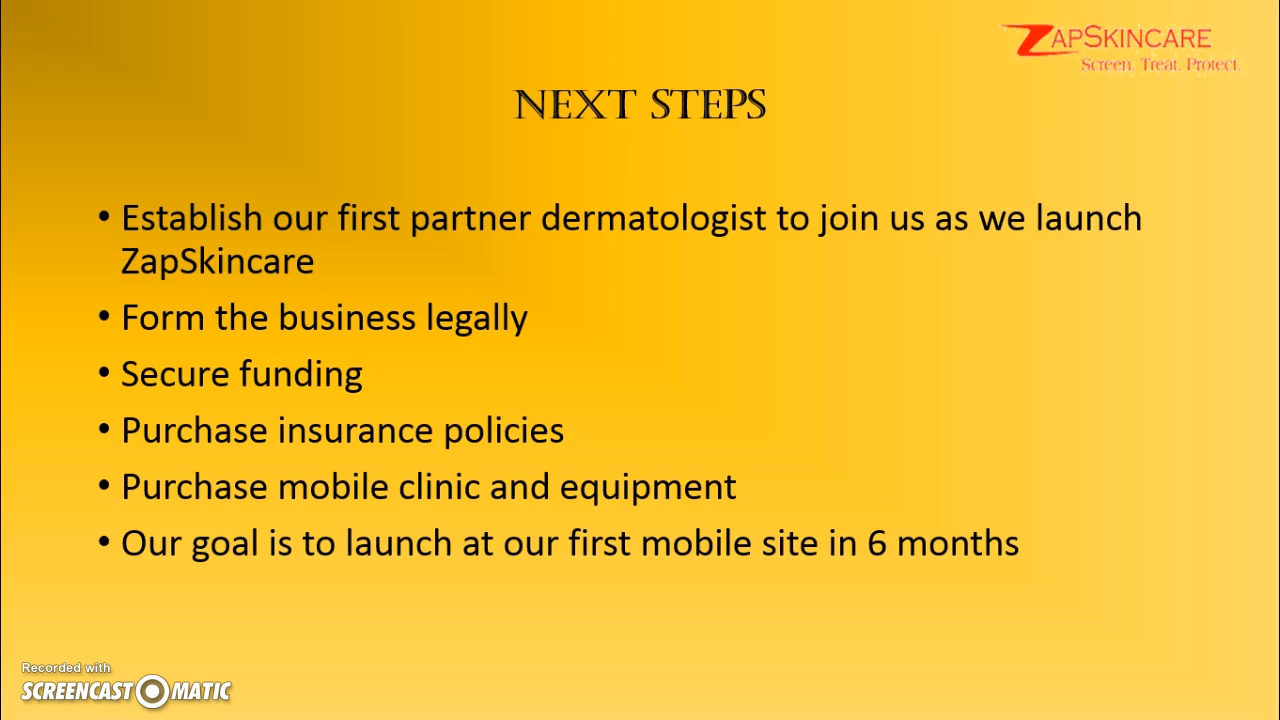 ZAPSKINCARE
Screen. Treat. Protect.
NEXT STEPS
• Establish our first partner dermatologist to join us as we launch
ZapSkincare
• Form the business legally
• Secure funding
• Purchase insurance policies
• Purchase mobile clinic and equipment
• Our goal is to launch at our first mobile site in 6 months
Recorded with
SCREENCAST MATIC